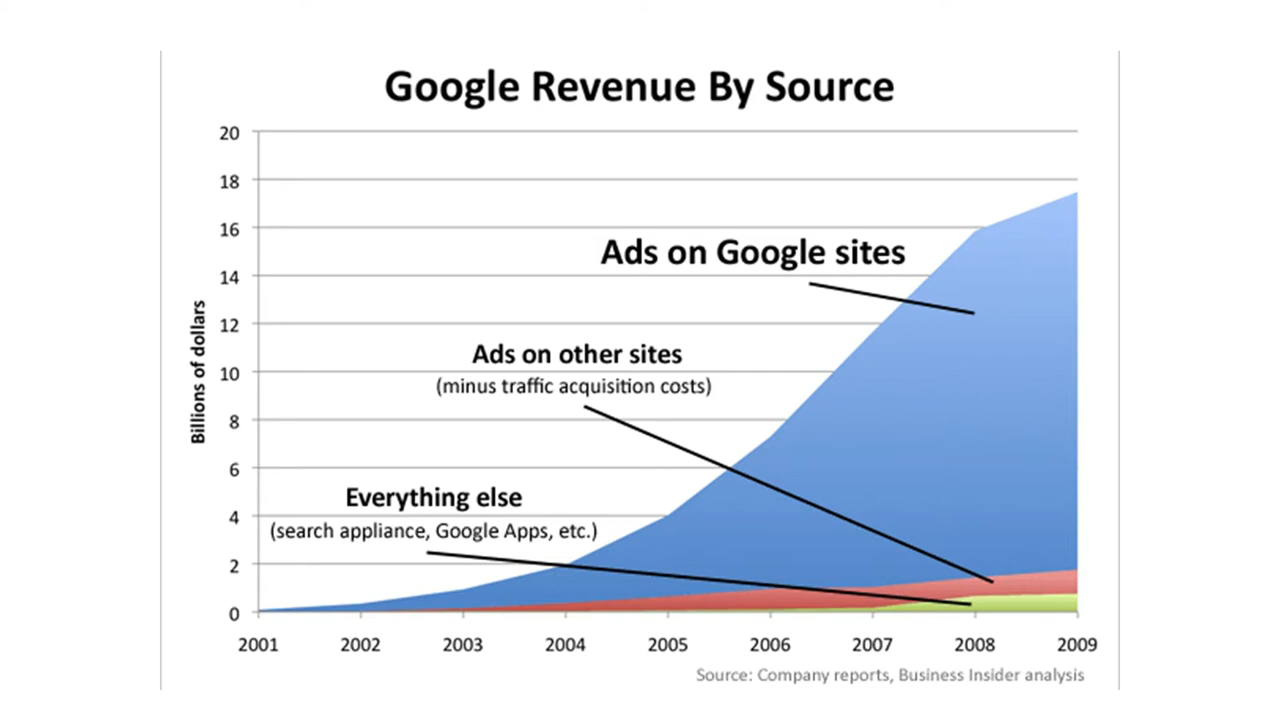 Google Revenue By Source
20
18
16
14
12
10
8
6
4
2
0
Billions of dollars
Ads on Google sites
Ads on other sites
(minus traffic acquisition costs)
Everything else
(search appliance, Google Apps, etc.)
2001 2002 2003 2004 2005 2006 2007 2008 2009
Source: Company reports, Business Insider analysis